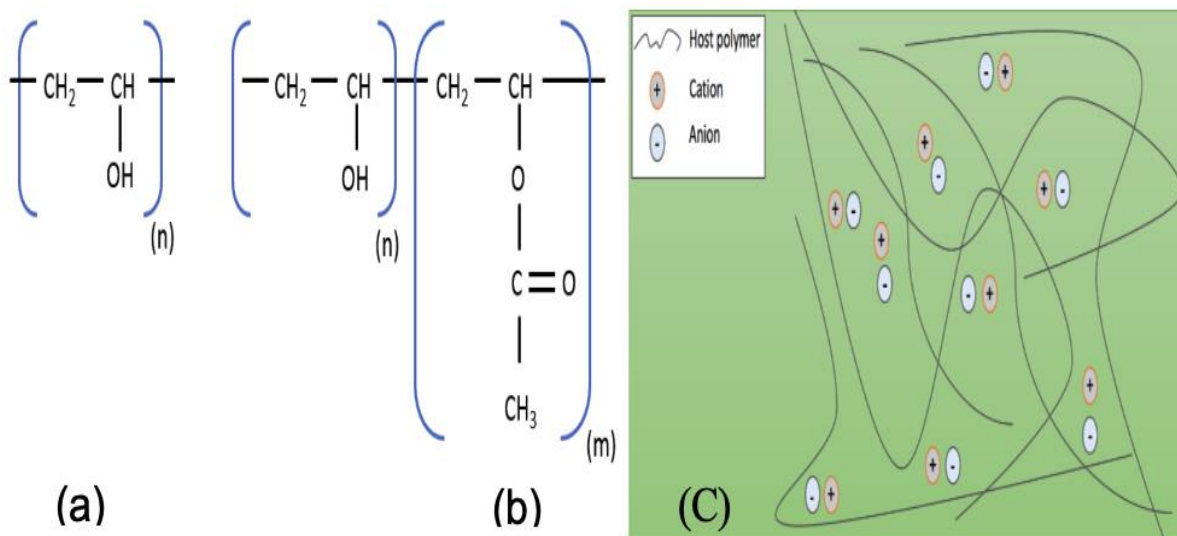 CH₂ CH
OH
(n)
CH₂ CH
OH
(n)
CH₂ CH
O
C O
CH₃
(m)
(a)
(b)
Host polymer
+ Cation
- Anion
- +
+
-
+ -
+ -
+
-
- +
+
-
+ -
- +
(C)